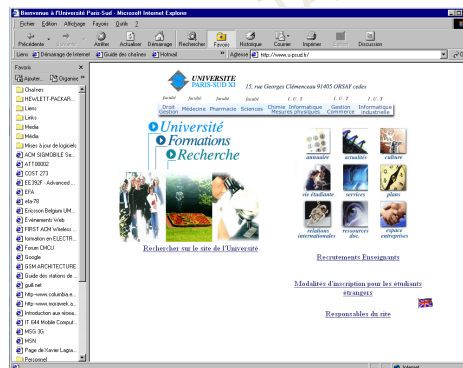 Bienvenue à l'Université Paris-Sud - Microsoft Internet Explorer
Fichier Edition Affichage Favoris Outils ?
Précédente Arrêter Actualiser Démarrage Rechercher Favoris Historique Courrier Imprimer Discussion
Liens Démarrage de Internet Guide des chaînes Hotmail Adresse http://www.u-psud.fr/
Favoris
Ajouter... Organiser
Chaînes
HEWLETT-PACKAR...
Liens
Links
Media
Média
Mises à jour de logiciels
ACM SIGMOBILE Se...
ATT00002
COST 273
EE392F - Advanced ...
EFA
eta-78
Ericsson Belgium UM...
Événements Web
FIRST ACM Wireless ...
formation en ELECTR...
Forum CMCU
Google
GSM ARCHITECTURE
Guide des stations de ...
guill.net
http-www.columbia.e...
http-www.morawek.a...
Introduction aux résea...
IT 644 Mobile Comput...
MSG 3G
MSN
Page de Xavier Lagra...
Personnel
UNIVERSITE
PARIS-SUD XI
15, rue Georges Clémenceau 91405 ORSAY cedex
faculté faculté faculté faculté I.U.T I.U.T I.U.T
Droit Gestion Médecine Pharmacie Sciences Chimie Informatique Mesures physiques Gestion Commerce Informatique industrielle
Université
Formations
Recherche
annuaire actualités culture
vie étudiante services plans
relations internationales ressources doc. espace entreprises
Rechercher sur le site de l'Université
Recrutements Enseignants
Modalites d'inscription pour les étudiants
étrangers
Responsables du site
Internet